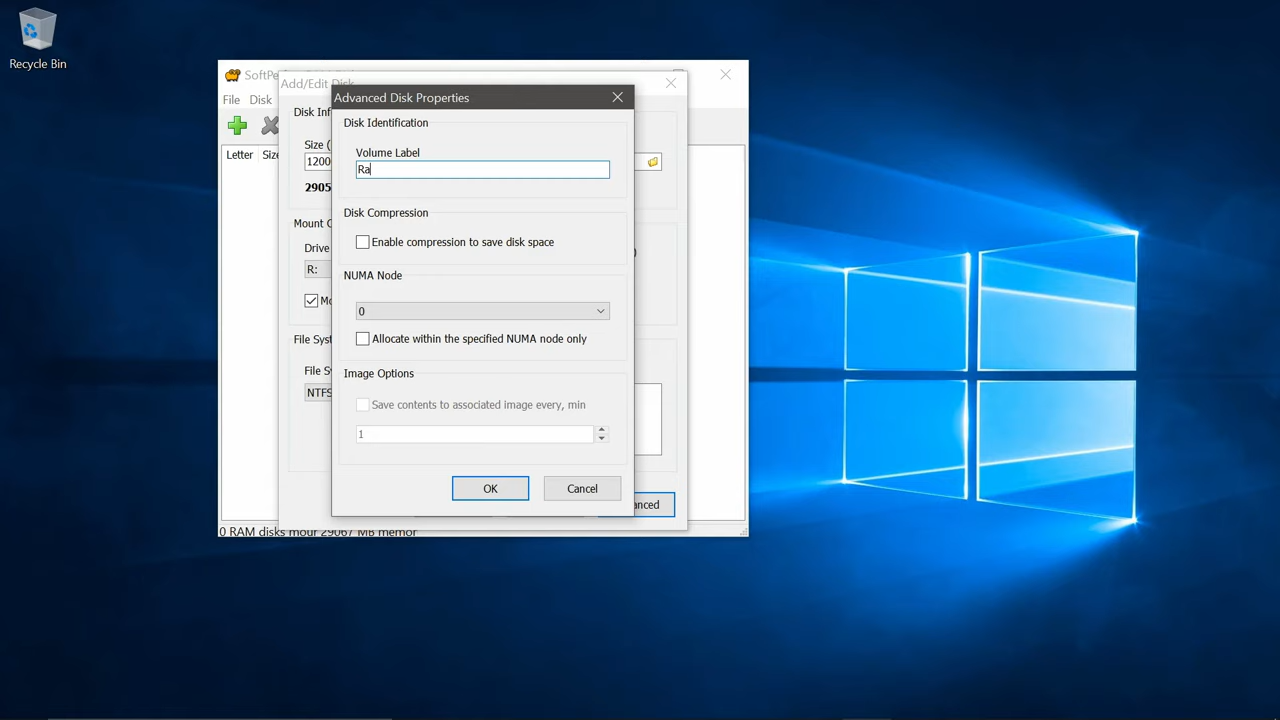 Recycle Bin
SoftPe
Add/Edit Disk
Advanced Disk Properties
File Disk
Disk Inf
Disk Identification
Letter Size
Size (
Volume Label
1200
Ra
2905
Mount O
Disk Compression
Drive
Enable compression to save disk space
R:
NUMA Node
Mo
0
File Syst
Allocate within the specified NUMA node only
File Sy
Image Options
NTFS
Save contents to associated image every, min
1
OK Cancel
anced
0 RAM disks mour 29067 MB memor